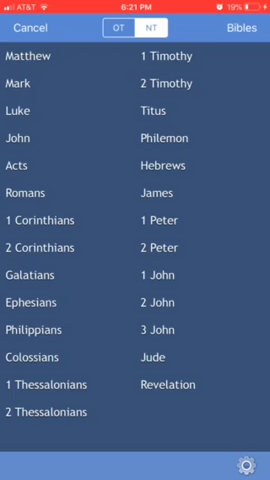 AT&T 6:21 PM 19%
Cancel OT NT Bibles
Matthew 1 Timothy
Mark 2 Timothy
Luke Titus
John Philemon
Acts Hebrews
Romans James
1 Corinthians 1 Peter
2 Corinthians 2 Peter
Galatians 1 John
Ephesians 2 John
Philippians 3 John
Colossians Jude
1 Thessalonians Revelation
2 Thessalonians